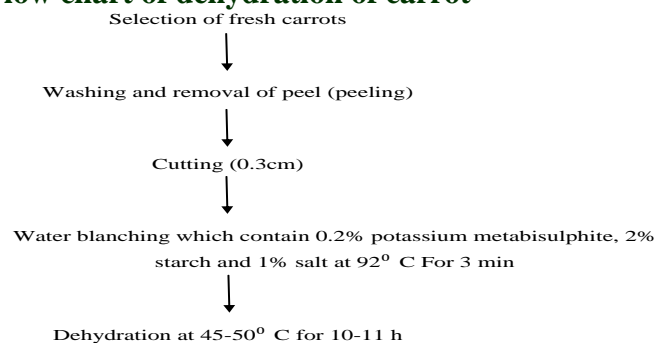 low chart of dehydration of carrot
Selection of fresh carrots
Washing and removal of peel (peeling)
Cutting (0.3cm)
Water blanching which contain 0.2% potassium metabisulphite, 2%
starch and 1% salt at 92⁰ C For 3 min
Dehydration at 45-50⁰ C for 10-11 h